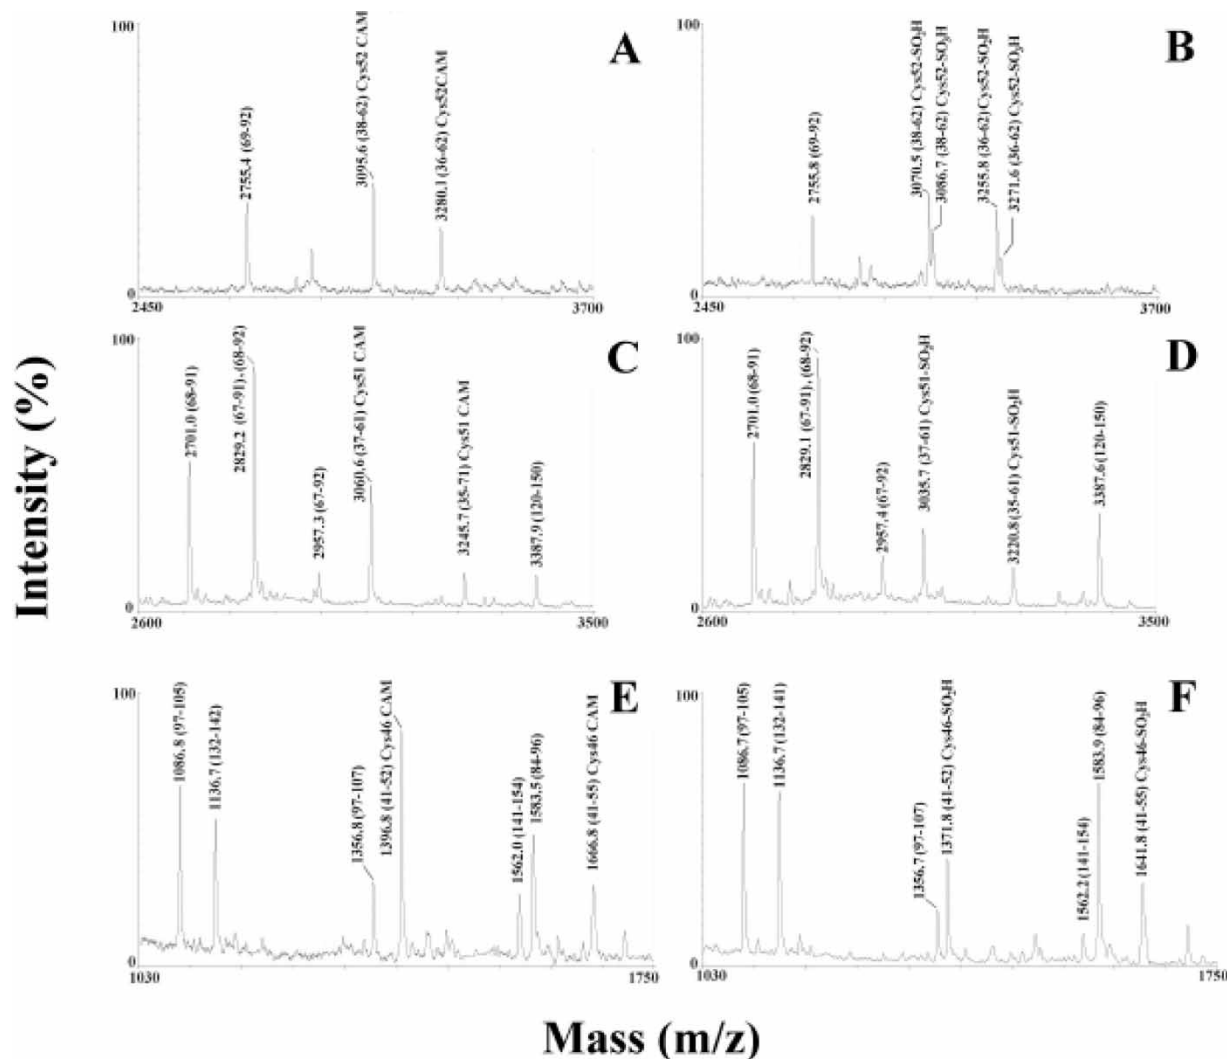 Intensity (%)
A
100
0
2755.4 (69-92)
3095.6 (38-62) Cys52 CAM
3280.1 (36-62) Cys52CAM
2450
3700
B
100
0
2755.8 (69-92)
3070.5 (38-62) Cys52-SO₂H
3086.7 (38-62) Cys52-SO₃H
3255.8 (36-62) Cys52-SO₂H
3271.6 (36-62) Cys52-SO₃H
2450
3700
C
100
0
2701.0 (68-91)
2829.2 (67-91),(68-92)
2957.3 (67-92)
3060.6 (37-61) Cys51 CAM
3245.7 (35-71) Cys51 CAM
3387.9 (120-150)
2600
3500
D
100
0
2701.0 (68-91)
2829.1 (67-91), (68-92)
2957.4 (67-92)
3035.7 (37-61) Cys51-SO₂H
3220.8 (35-61) Cys51-SO₂H
3387.6 (120-150)
2600
3500
E
100
0
1086.8 (97-105)
1136.7 (132-142)
1356.8 (97-107)
1396.8 (41-52) Cys46 CAM
1562.0 (141-154)
1583.5 (84-96)
1666.8 (41-55) Cys46 CAM
1030
1750
F
100
0
1086.7 (97-105)
1136.7 (132-141)
1356.7 (97-107)
1371.8 (41-52) Cys46-SO₂H
1562.2 (141-154)
1583.9 (84-96)
1641.8 (41-55) Cys46-SO₂H
1030
1750
Mass (m/z)